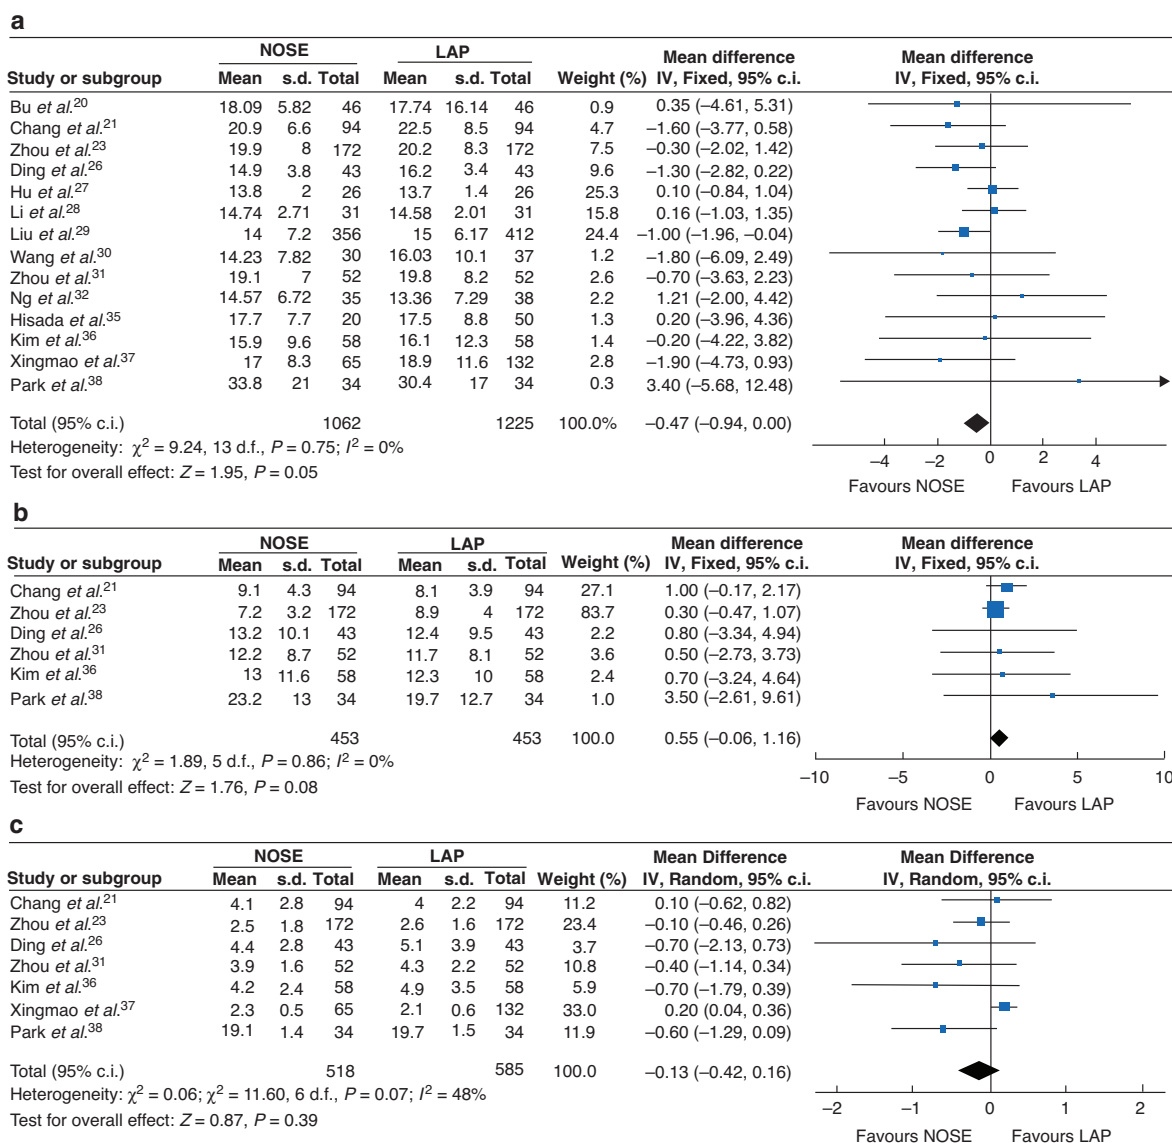 a
NOSE LAP Mean difference Mean difference
Study or subgroup Mean s.d. Total Mean s.d. Total Weight (%) IV, Fixed, 95% c.i. IV, Fixed, 95% c.i.
Bu et al.20 18.09 5.82 46 17.74 16.14 46 0.9 0.35 (–4.61, 5.31)
Chang et al.21 20.9 6.6 94 22.5 8.5 94 4.7 –1.60 (–3.77, 0.58)
Zhou et al.23 19.9 8 172 20.2 8.3 172 7.5 –0.30 (–2.02, 1.42)
Ding et al.26 14.9 3.8 43 16.2 3.4 43 9.6 –1.30 (–2.82, 0.22)
Hu et al.27 13.8 2 26 13.7 1.4 26 25.3 0.10 (–0.84, 1.04)
Li et al.28 14.74 2.71 31 14.58 2.01 31 15.8 0.16 (–1.03, 1.35)
Liu et al.29 14 7.2 356 15 6.17 412 24.4 –1.00 (–1.96, –0.04)
Wang et al.30 14.23 7.82 30 16.03 10.1 37 1.2 –1.80 (–6.09, 2.49)
Zhou et al.31 19.1 7 52 19.8 8.2 52 2.6 –0.70 (–3.63, 2.23)
Ng et al.32 14.57 6.72 35 13.36 7.29 38 2.2 1.21 (–2.00, 4.42)
Hisada et al.35 17.7 7.7 20 17.5 8.8 50 1.3 0.20 (–3.96, 4.36)
Kim et al.36 15.9 9.6 58 16.1 12.3 58 1.4 –0.20 (–4.22, 3.82)
Xingmao et al.37 17 8.3 65 18.9 11.6 132 2.8 –1.90 (–4.73, 0.93)
Park et al.38 33.8 21 34 30.4 17 34 0.3 3.40 (–5.68, 12.48)
Total (95% c.i.) 1062 1225 100.0% –0.47 (–0.94, 0.00)
Heterogeneity: χ2 = 9.24, 13 d.f., P = 0.75; I2 = 0%
Test for overall effect: Z = 1.95, P = 0.05
–4 –2 0 2 4
Favours NOSE Favours LAP
b
NOSE LAP Mean difference Mean difference
Study or subgroup Mean s.d. Total Mean s.d. Total Weight (%) IV, Fixed, 95% c.i. IV, Fixed, 95% c.i.
Chang et al.21 9.1 4.3 94 8.1 3.9 94 27.1 1.00 (–0.17, 2.17)
Zhou et al.23 7.2 3.2 172 8.9 4 172 83.7 0.30 (–0.47, 1.07)
Ding et al.26 13.2 10.1 43 12.4 9.5 43 2.2 0.80 (–3.34, 4.94)
Zhou et al.31 12.2 8.7 52 11.7 8.1 52 3.6 0.50 (–2.73, 3.73)
Kim et al.36 13 11.6 58 12.3 10 58 2.4 0.70 (–3.24, 4.64)
Park et al.38 23.2 13 34 19.7 12.7 34 1.0 3.50 (–2.61, 9.61)
Total (95% c.i.) 453 453 100.0 0.55 (–0.06, 1.16)
Heterogeneity: χ2 = 1.89, 5 d.f., P = 0.86; I2 = 0%
Test for overall effect: Z = 1.76, P = 0.08
–10 –5 0 5 10
Favours NOSE Favours LAP
c
NOSE LAP Mean Difference Mean Difference
Study or subgroup Mean s.d. Total Mean s.d. Total Weight (%) IV, Random, 95% c.i. IV, Random, 95% c.i.
Chang et al.21 4.1 2.8 94 4 2.2 94 11.2 0.10 (–0.62, 0.82)
Zhou et al.23 2.5 1.8 172 2.6 1.6 172 23.4 –0.10 (–0.46, 0.26)
Ding et al.26 4.4 2.8 43 5.1 3.9 43 3.7 –0.70 (–2.13, 0.73)
Zhou et al.31 3.9 1.6 52 4.3 2.2 52 10.8 –0.40 (–1.14, 0.34)
Kim et al.36 4.2 2.4 58 4.9 3.5 58 5.9 –0.70 (–1.79, 0.39)
Xingmao et al.37 2.3 0.5 65 2.1 0.6 132 33.0 0.20 (0.04, 0.36)
Park et al.38 19.1 1.4 34 19.7 1.5 34 11.9 –0.60 (–1.29, 0.09)
Total (95% c.i.) 518 585 100.0 –0.13 (–0.42, 0.16)
Heterogeneity: χ2 = 0.06; χ2 = 11.60, 6 d.f., P = 0.07; I2 = 48%
Test for overall effect: Z = 0.87, P = 0.39
–2 –1 0 1 2
Favours NOSE Favours LAP